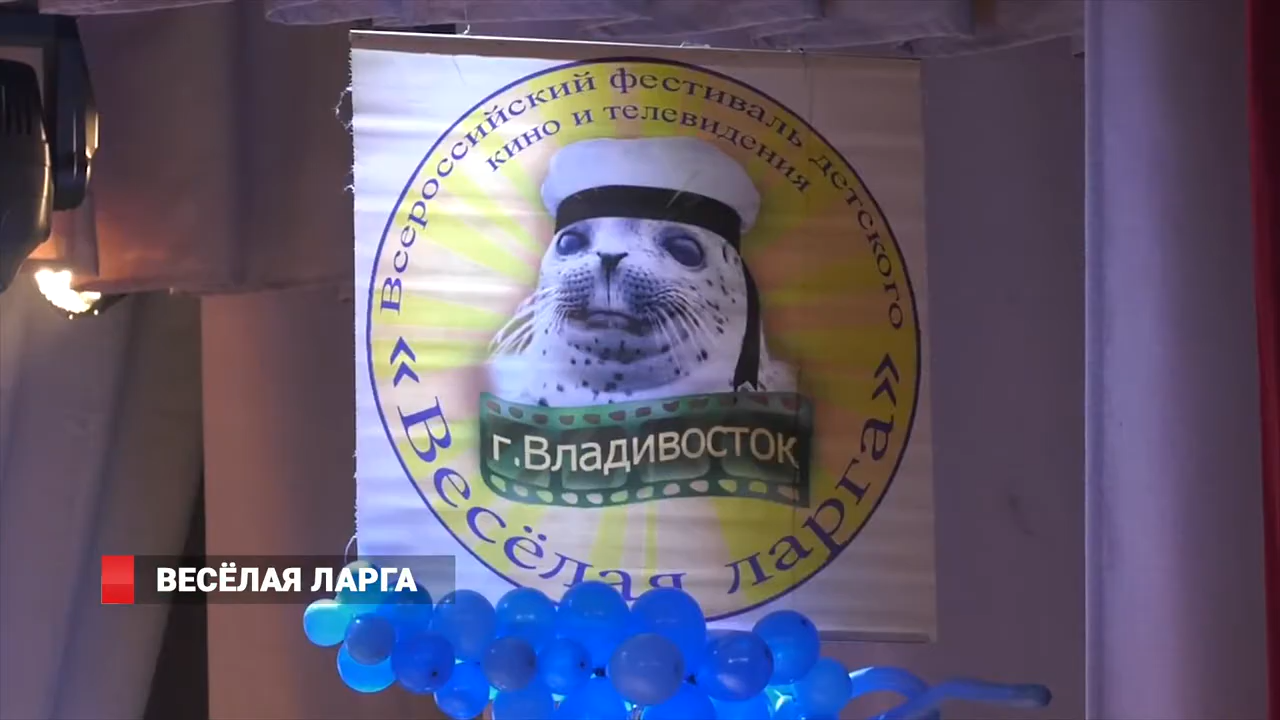 Всероссийский фестиваль детского
кино и телевидения
г.Владивосток
«Весёлая ларга»
ВЕСЁЛАЯ ЛАРГА